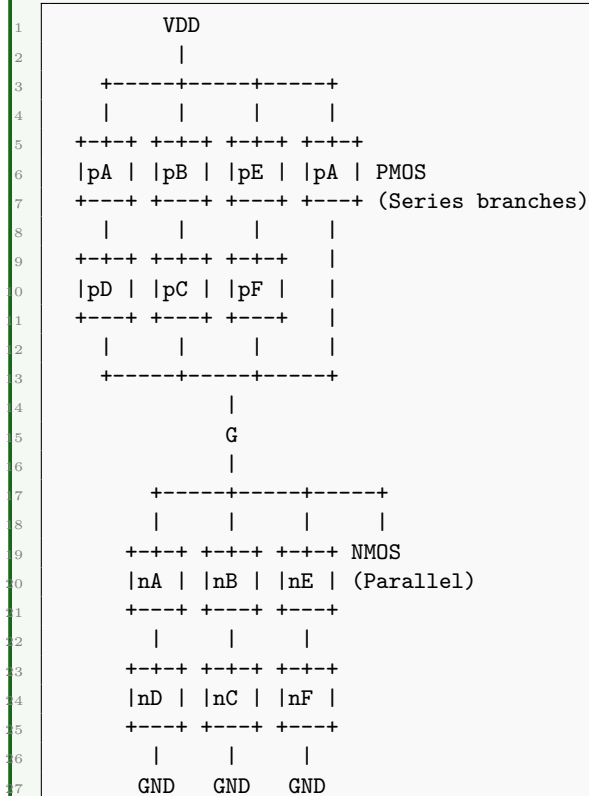 1           VDD
2            |
3      +-----+-----+-----+
4      |     |     |     |
5    +-+-+ +-+-+ +-+-+ +-+-+
6    |pA | |pB | |pE | |pA | PMOS
7    +---+ +---+ +---+ +---+ (Series branches)
8      |     |     |     |
9    +-+-+ +-+-+ +-+-+   |
10   |pD | |pC | |pF |   |
11   +---+ +---+ +---+   |
12     |     |     |     |
13     +-----+-----+-----+
14               |
15               G
16               |
17         +-----+-----+-----+
18         |     |     |     |
19       +-+-+ +-+-+ +-+-+ NMOS
20       |nA | |nB | |nE | (Parallel)
21       +---+ +---+ +---+
22         |     |     |
23       +-+-+ +-+-+ +-+-+
24       |nD | |nC | |nF |
25       +---+ +---+ +---+
26         |     |     |
27        GND   GND   GND